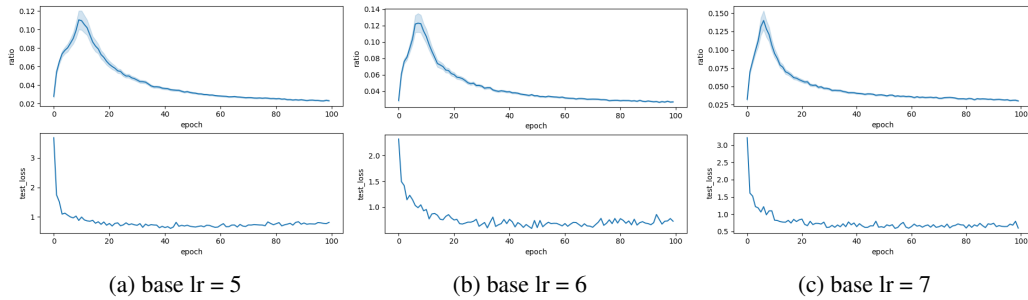 0.12
0.10
0.08
0.06
0.04
0.02
ratio
0 20 40 60 80 100
epoch
3
2
1
test_loss
0 20 40 60 80 100
epoch
(a) base lr = 5
0.14
0.12
0.10
0.08
0.06
0.04
ratio
0 20 40 60 80 100
epoch
2.0
1.5
1.0
test_loss
0 20 40 60 80 100
epoch
(b) base lr = 6
0.150
0.125
0.100
0.075
0.050
0.025
ratio
0 20 40 60 80 100
epoch
3.0
2.5
2.0
1.5
1.0
0.5
test_loss
0 20 40 60 80 100
epoch
(c) base lr = 7